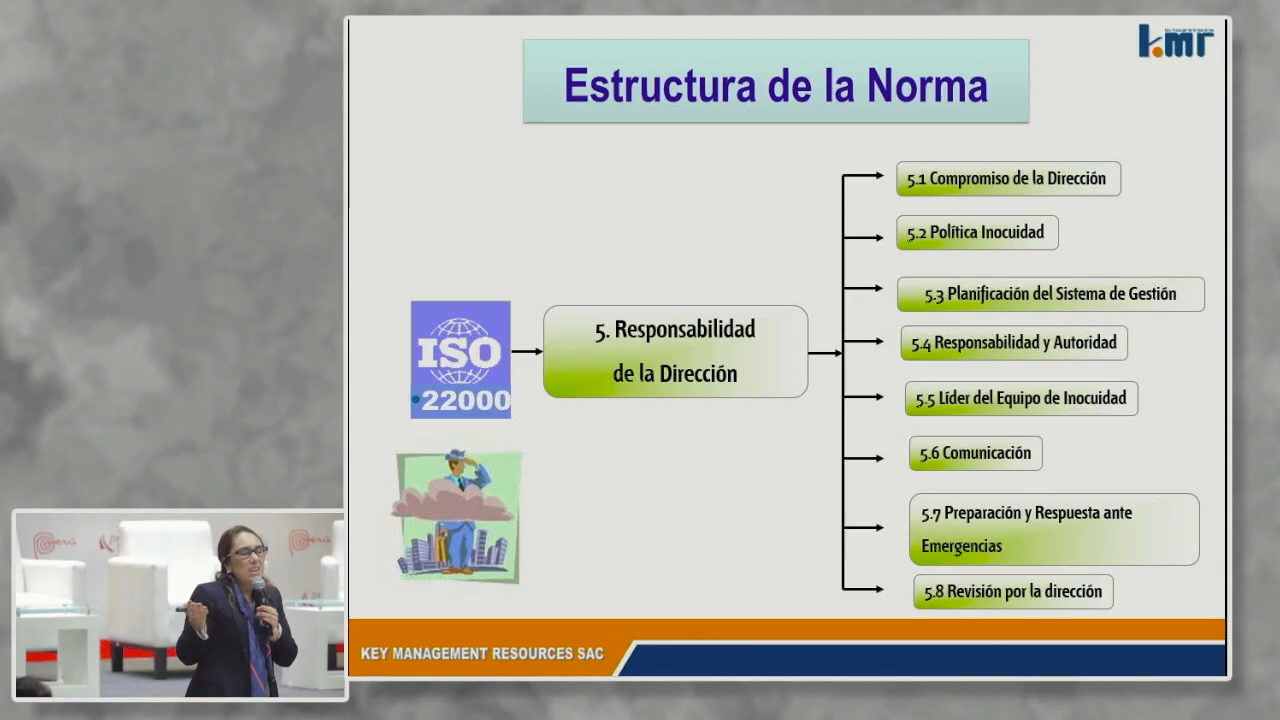 kmr
Estructura de la Norma
ISO
22000
5. Responsabilidad
de la Dirección
5.1 Compromiso de la Dirección
5.2 Política Inocuidad
5.3 Planificación del Sistema de Gestión
5.4 Responsabilidad y Autoridad
5.5 Líder del Equipo de Inocuidad
5.6 Comunicación
5.7 Preparación y Respuesta ante
Emergencias
5.8 Revisión por la dirección
KEY MANAGEMENT RESOURCES SAC
Perú